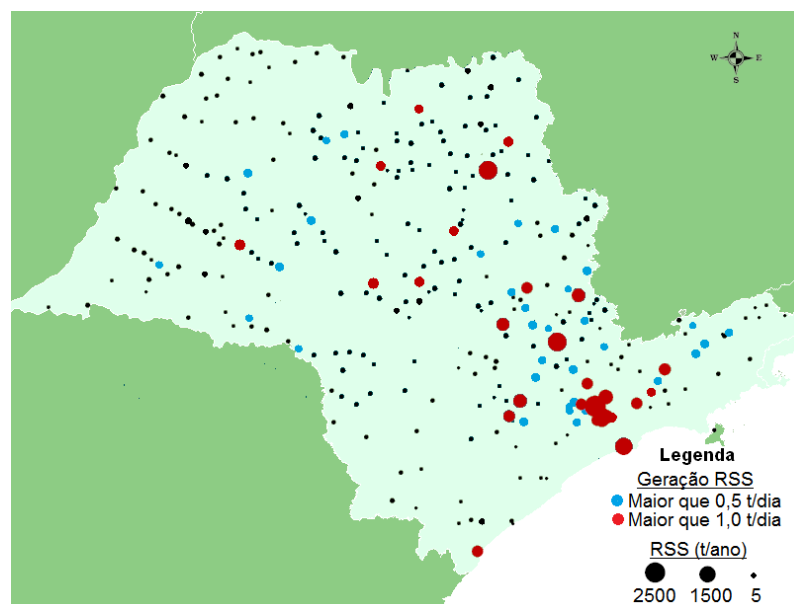 N
W E
S
Legenda
Geração RSS
Maior que 0,5 t/dia
Maior que 1,0 t/dia
RSS (t/ano)
2500 1500 5